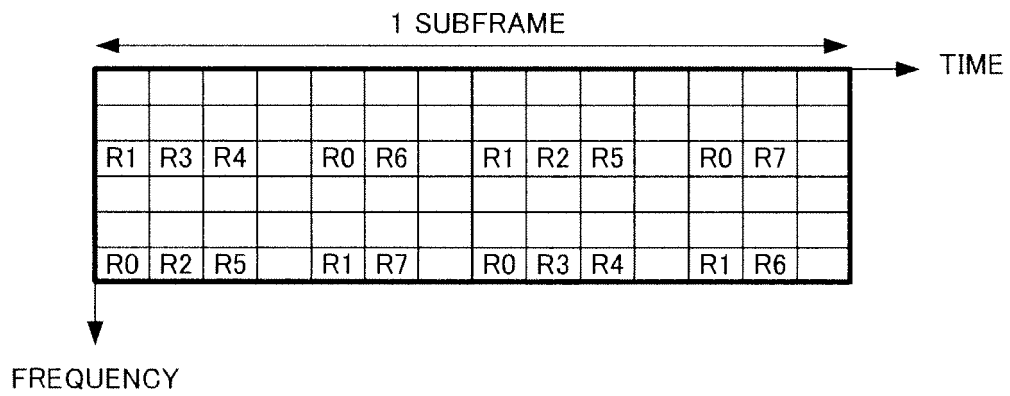 1 SUBFRAME
TIME
R1 R3 R4 R0 R6 R1 R2 R5 R0 R7
R0 R2 R5 R1 R7 R0 R3 R4 R1 R6
FREQUENCY